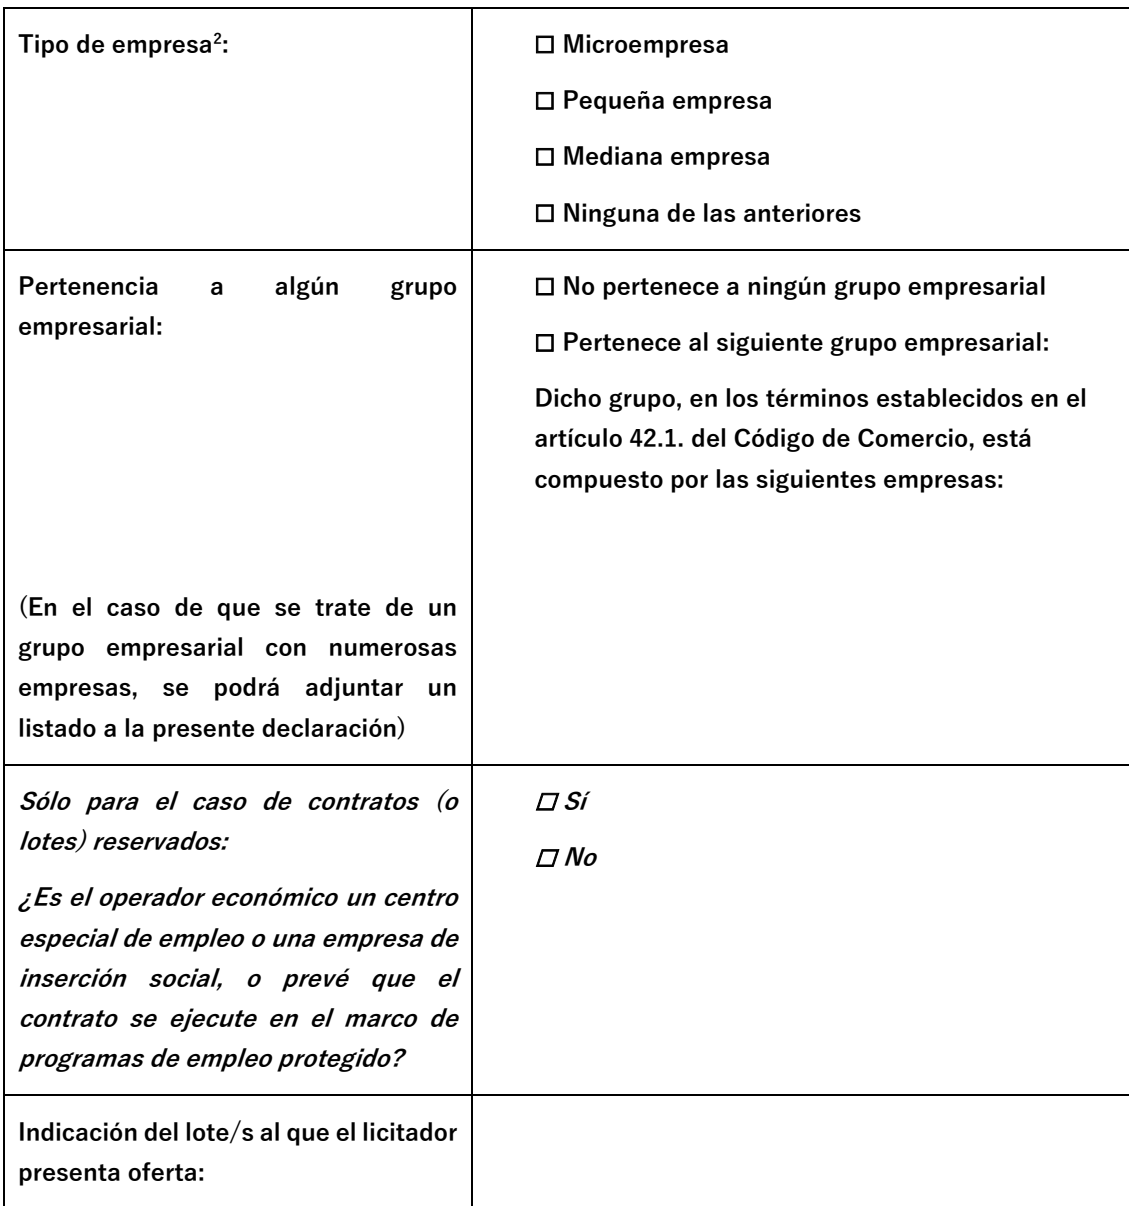 Tipo de empresa²:
☐ Microempresa
☐ Pequeña empresa
☐ Mediana empresa
☐ Ninguna de las anteriores
Pertenencia a algún grupo
empresarial:
(En el caso de que se trate de un
grupo empresarial con numerosas
empresas, se podrá adjuntar un
listado a la presente declaración)
☐ No pertenece a ningún grupo empresarial
☐ Pertenece al siguiente grupo empresarial:
Dicho grupo, en los términos establecidos en el
artículo 42.1. del Código de Comercio, está
compuesto por las siguientes empresas:
Sólo para el caso de contratos (o
lotes) reservados:
¿Es el operador económico un centro
especial de empleo o una empresa de
inserción social, o prevé que el
contrato se ejecute en el marco de
programas de empleo protegido?
☐ Sí
☐ No
Indicación del lote/s al que el licitador
presenta oferta: